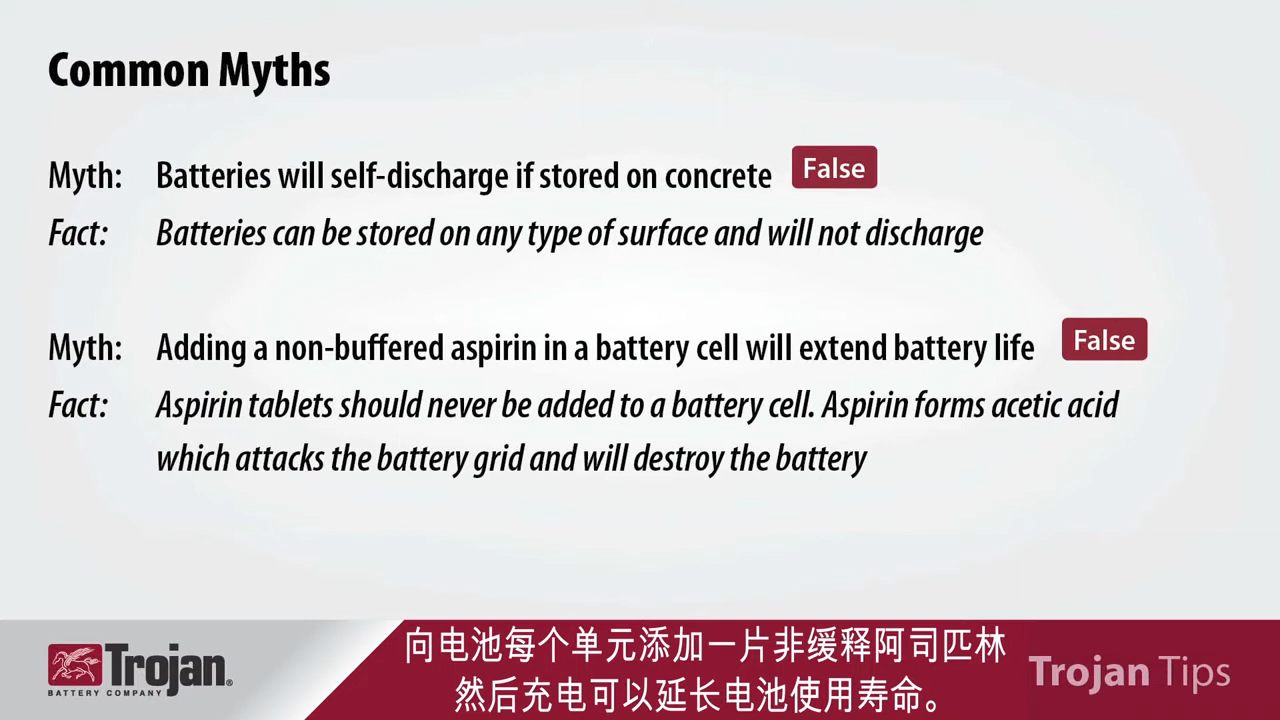 Common Myths
Myth: Batteries will self-discharge if stored on concrete False
Fact: Batteries can be stored on any type of surface and will not discharge
Myth: Adding a non-buffered aspirin in a battery cell will extend battery life False
Fact: Aspirin tablets should never be added to a battery cell. Aspirin forms acetic acid
which attacks the battery grid and will destroy the battery
向电池每个单元添加一片非缓释阿司匹林
然后充电可以延长电池使用寿命。
Trojan®
BATTERY COMPANY
Trojan Tips